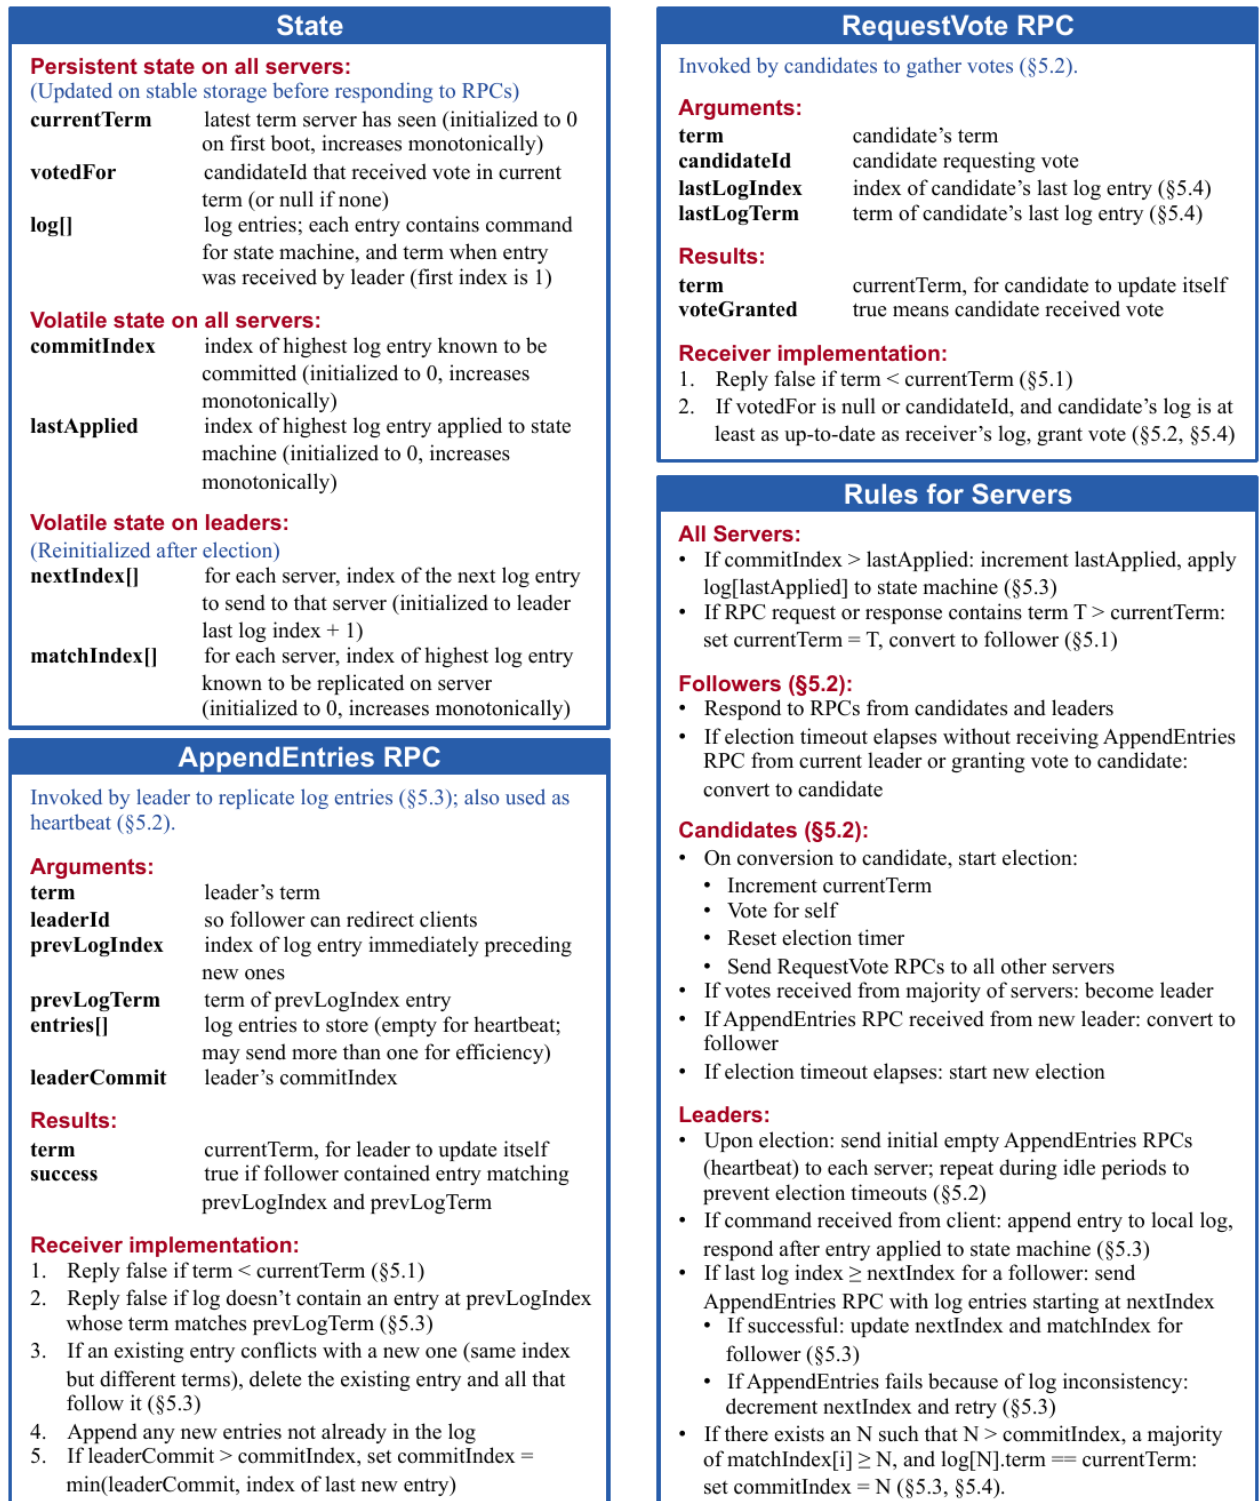 State
Persistent state on all servers:
(Updated on stable storage before responding to RPCs)
currentTerm latest term server has seen (initialized to 0
on first boot, increases monotonically)
votedFor candidateId that received vote in current
term (or null if none)
log[] log entries; each entry contains command
for state machine, and term when entry
was received by leader (first index is 1)
Volatile state on all servers:
commitIndex index of highest log entry known to be
committed (initialized to 0, increases
monotonically)
lastApplied index of highest log entry applied to state
machine (initialized to 0, increases
monotonically)
Volatile state on leaders:
(Reinitialized after election)
nextIndex[] for each server, index of the next log entry
to send to that server (initialized to leader
last log index + 1)
matchIndex[] for each server, index of highest log entry
known to be replicated on server
(initialized to 0, increases monotonically)
AppendEntries RPC
Invoked by leader to replicate log entries (§5.3); also used as
heartbeat (§5.2).
Arguments:
term leader's term
leaderId so follower can redirect clients
prevLogIndex index of log entry immediately preceding
new ones
prevLogTerm term of prevLogIndex entry
entries[] log entries to store (empty for heartbeat;
may send more than one for efficiency)
leaderCommit leader's commitIndex
Results:
term currentTerm, for leader to update itself
success true if follower contained entry matching
prevLogIndex and prevLogTerm
Receiver implementation:
1. Reply false if term < currentTerm (§5.1)
2. Reply false if log doesn't contain an entry at prevLogIndex
whose term matches prevLogTerm (§5.3)
3. If an existing entry conflicts with a new one (same index
but different terms), delete the existing entry and all that
follow it (§5.3)
4. Append any new entries not already in the log
5. If leaderCommit > commitIndex, set commitIndex =
min(leaderCommit, index of last new entry)
RequestVote RPC
Invoked by candidates to gather votes (§5.2).
Arguments:
term candidate's term
candidateId candidate requesting vote
lastLogIndex index of candidate's last log entry (§5.4)
lastLogTerm term of candidate's last log entry (§5.4)
Results:
term currentTerm, for candidate to update itself
voteGranted true means candidate received vote
Receiver implementation:
1. Reply false if term < currentTerm (§5.1)
2. If votedFor is null or candidateId, and candidate's log is at
least as up-to-date as receiver's log, grant vote (§5.2, §5.4)
Rules for Servers
All Servers:
• If commitIndex > lastApplied: increment lastApplied, apply
log[lastApplied] to state machine (§5.3)
• If RPC request or response contains term T > currentTerm:
set currentTerm = T, convert to follower (§5.1)
Followers (§5.2):
• Respond to RPCs from candidates and leaders
• If election timeout elapses without receiving AppendEntries
RPC from current leader or granting vote to candidate:
convert to candidate
Candidates (§5.2):
• On conversion to candidate, start election:
• Increment currentTerm
• Vote for self
• Reset election timer
• Send RequestVote RPCs to all other servers
• If votes received from majority of servers: become leader
• If AppendEntries RPC received from new leader: convert to
follower
• If election timeout elapses: start new election
Leaders:
• Upon election: send initial empty AppendEntries RPCs
(heartbeat) to each server; repeat during idle periods to
prevent election timeouts (§5.2)
• If command received from client: append entry to local log,
respond after entry applied to state machine (§5.3)
• If last log index ≥ nextIndex for a follower: send
AppendEntries RPC with log entries starting at nextIndex
• If successful: update nextIndex and matchIndex for
follower (§5.3)
• If AppendEntries fails because of log inconsistency:
decrement nextIndex and retry (§5.3)
• If there exists an N such that N > commitIndex, a majority
of matchIndex[i] ≥ N, and log[N].term == currentTerm:
set commitIndex = N (§5.3, §5.4).